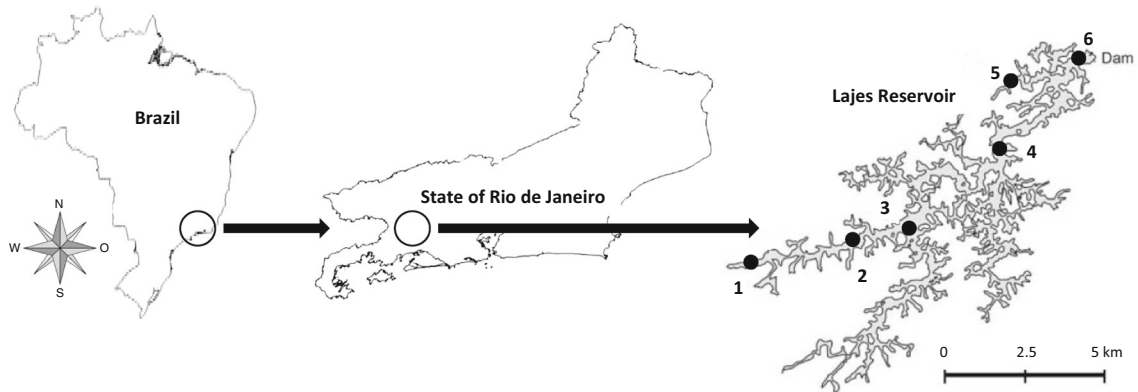 Brazil
N
W
O
S
State of Rio de Janeiro
Lajes Reservoir
6
Dam
5
4
3
2
1
0 2.5 5 km